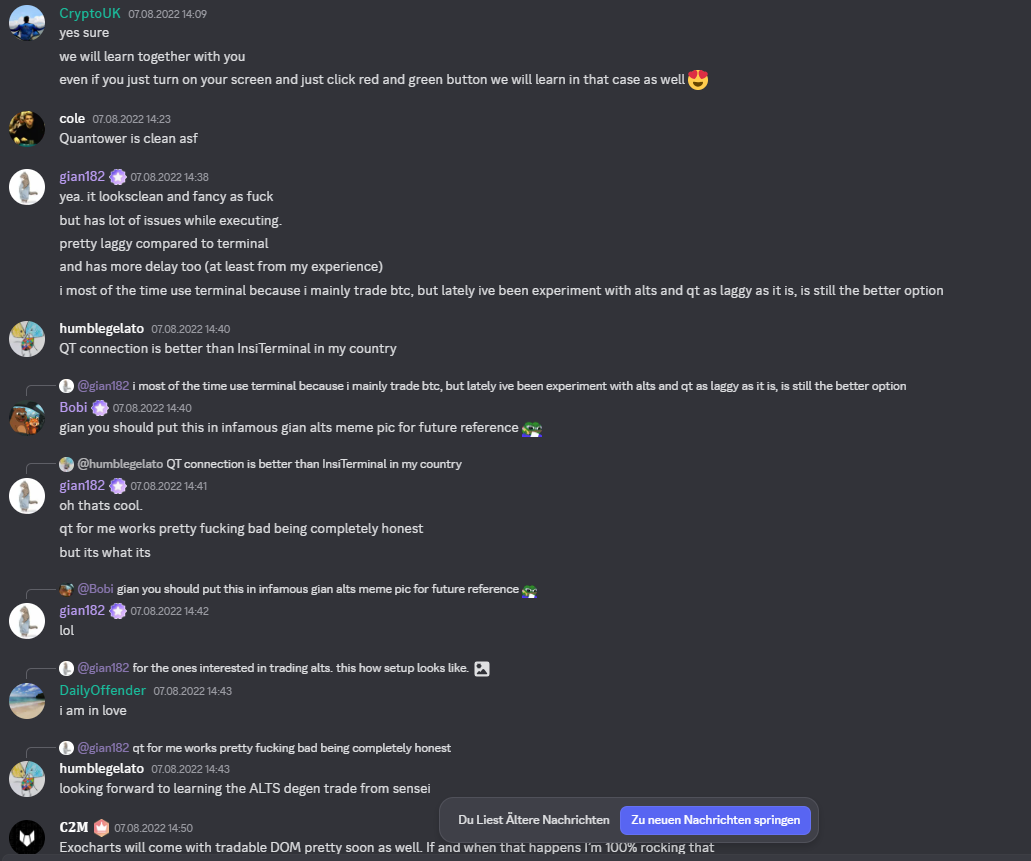 CryptoUK 07.08.2022 14:09
yes sure
we will learn together with you
even if you just turn on your screen and just click red and green button we will learn in that case as well
cole 07.08.2022 14:23
Quantower is clean asf
gian182 07.08.2022 14:38
yea. it looksclean and fancy as fuck
but has lot of issues while executing.
pretty laggy compared to terminal
and has more delay too (at least from my experience)
i most of the time use terminal because i mainly trade btc, but lately ive been experiment with alts and qt as laggy as it is, is still the better option
humblegelato 07.08.2022 14:40
QT connection is better than InsiTerminal in my country
@gian182 i most of the time use terminal because i mainly trade btc, but lately ive been experiment with alts and qt as laggy as it is, is still the better option
Bobi 07.08.2022 14:40
gian you should put this in infamous gian alts meme pic for future reference
@humblegelato QT connection is better than InsiTerminal in my country
gian182 07.08.2022 14:41
oh thats cool.
qt for me works pretty fucking bad being completely honest
but its what its
@Bobi gian you should put this in infamous gian alts meme pic for future reference
gian182 07.08.2022 14:42
lol
@gian182 for the ones interested in trading alts. this how setup looks like.
DailyOffender 07.08.2022 14:43
i am in love
@gian182 qt for me works pretty fucking bad being completely honest
humblegelato 07.08.2022 14:43
looking forward to learning the ALTS degen trade from sensei
C2M 07.08.2022 14:50
Exocharts will come with tradable DOM pretty soon as well. If and when that happens I'm 100% rocking that
Du Liest Ältere Nachrichten
Zu neuen Nachrichten springen